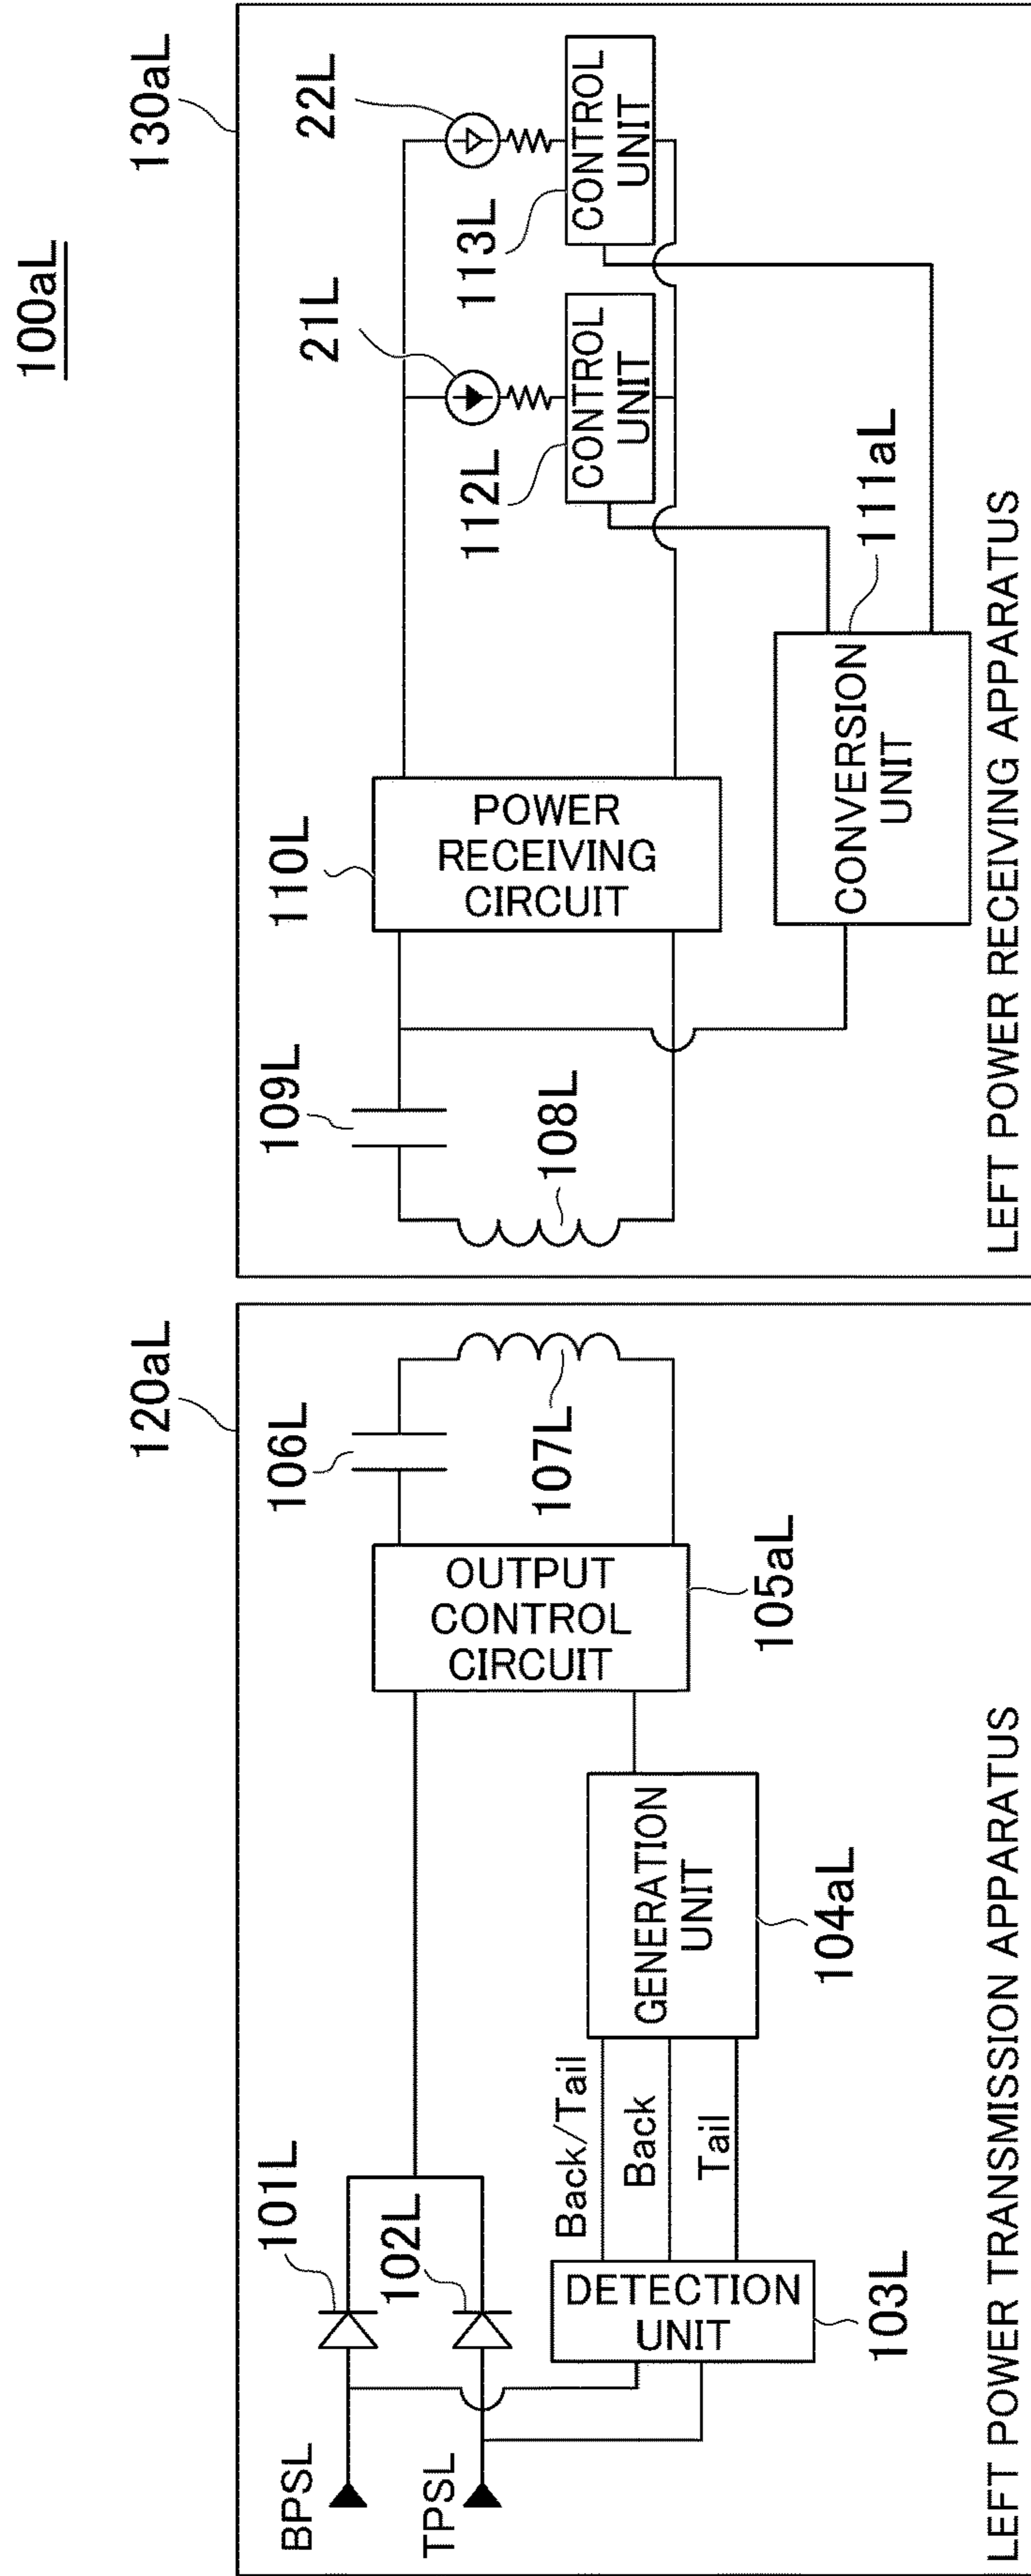 100aL
120aL
130aL
BPSL
TPSL
101L
102L
DETECTION
UNIT
103L
Back/Tail
Back
Tail
GENERATION
UNIT
104aL
OUTPUT
CONTROL
CIRCUIT
105aL
106L
107L
LEFT POWER TRANSMISSION APPARATUS
109L
108L
110L
POWER
RECEIVING
CIRCUIT
21L
22L
112L
CONTROL
UNIT
113L
CONTROL
UNIT
CONVERSION
UNIT
111aL
LEFT POWER RECEIVING APPARATUS